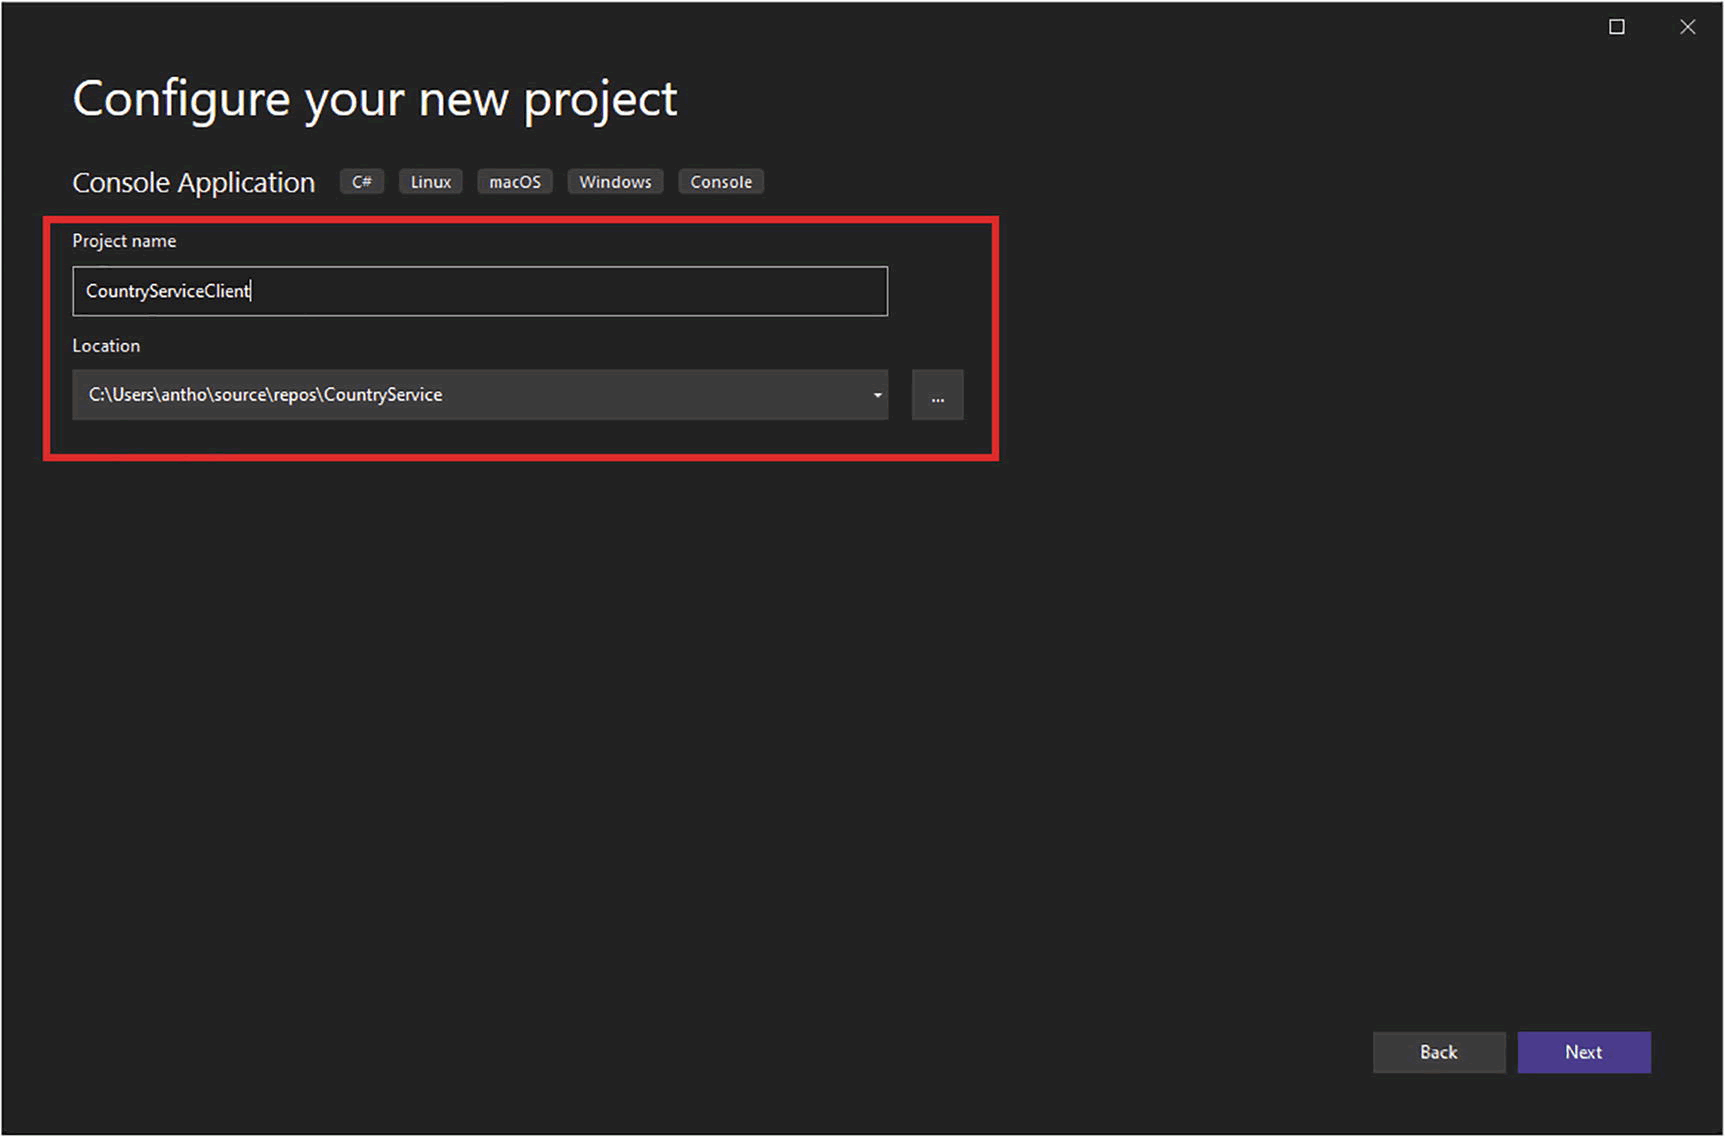 Configure your new project
Console Application C# Linux macOS Windows Console
Project name
CountryServiceClient
Location
C:\Users\antho\source\repos\CountryService
...
Back Next